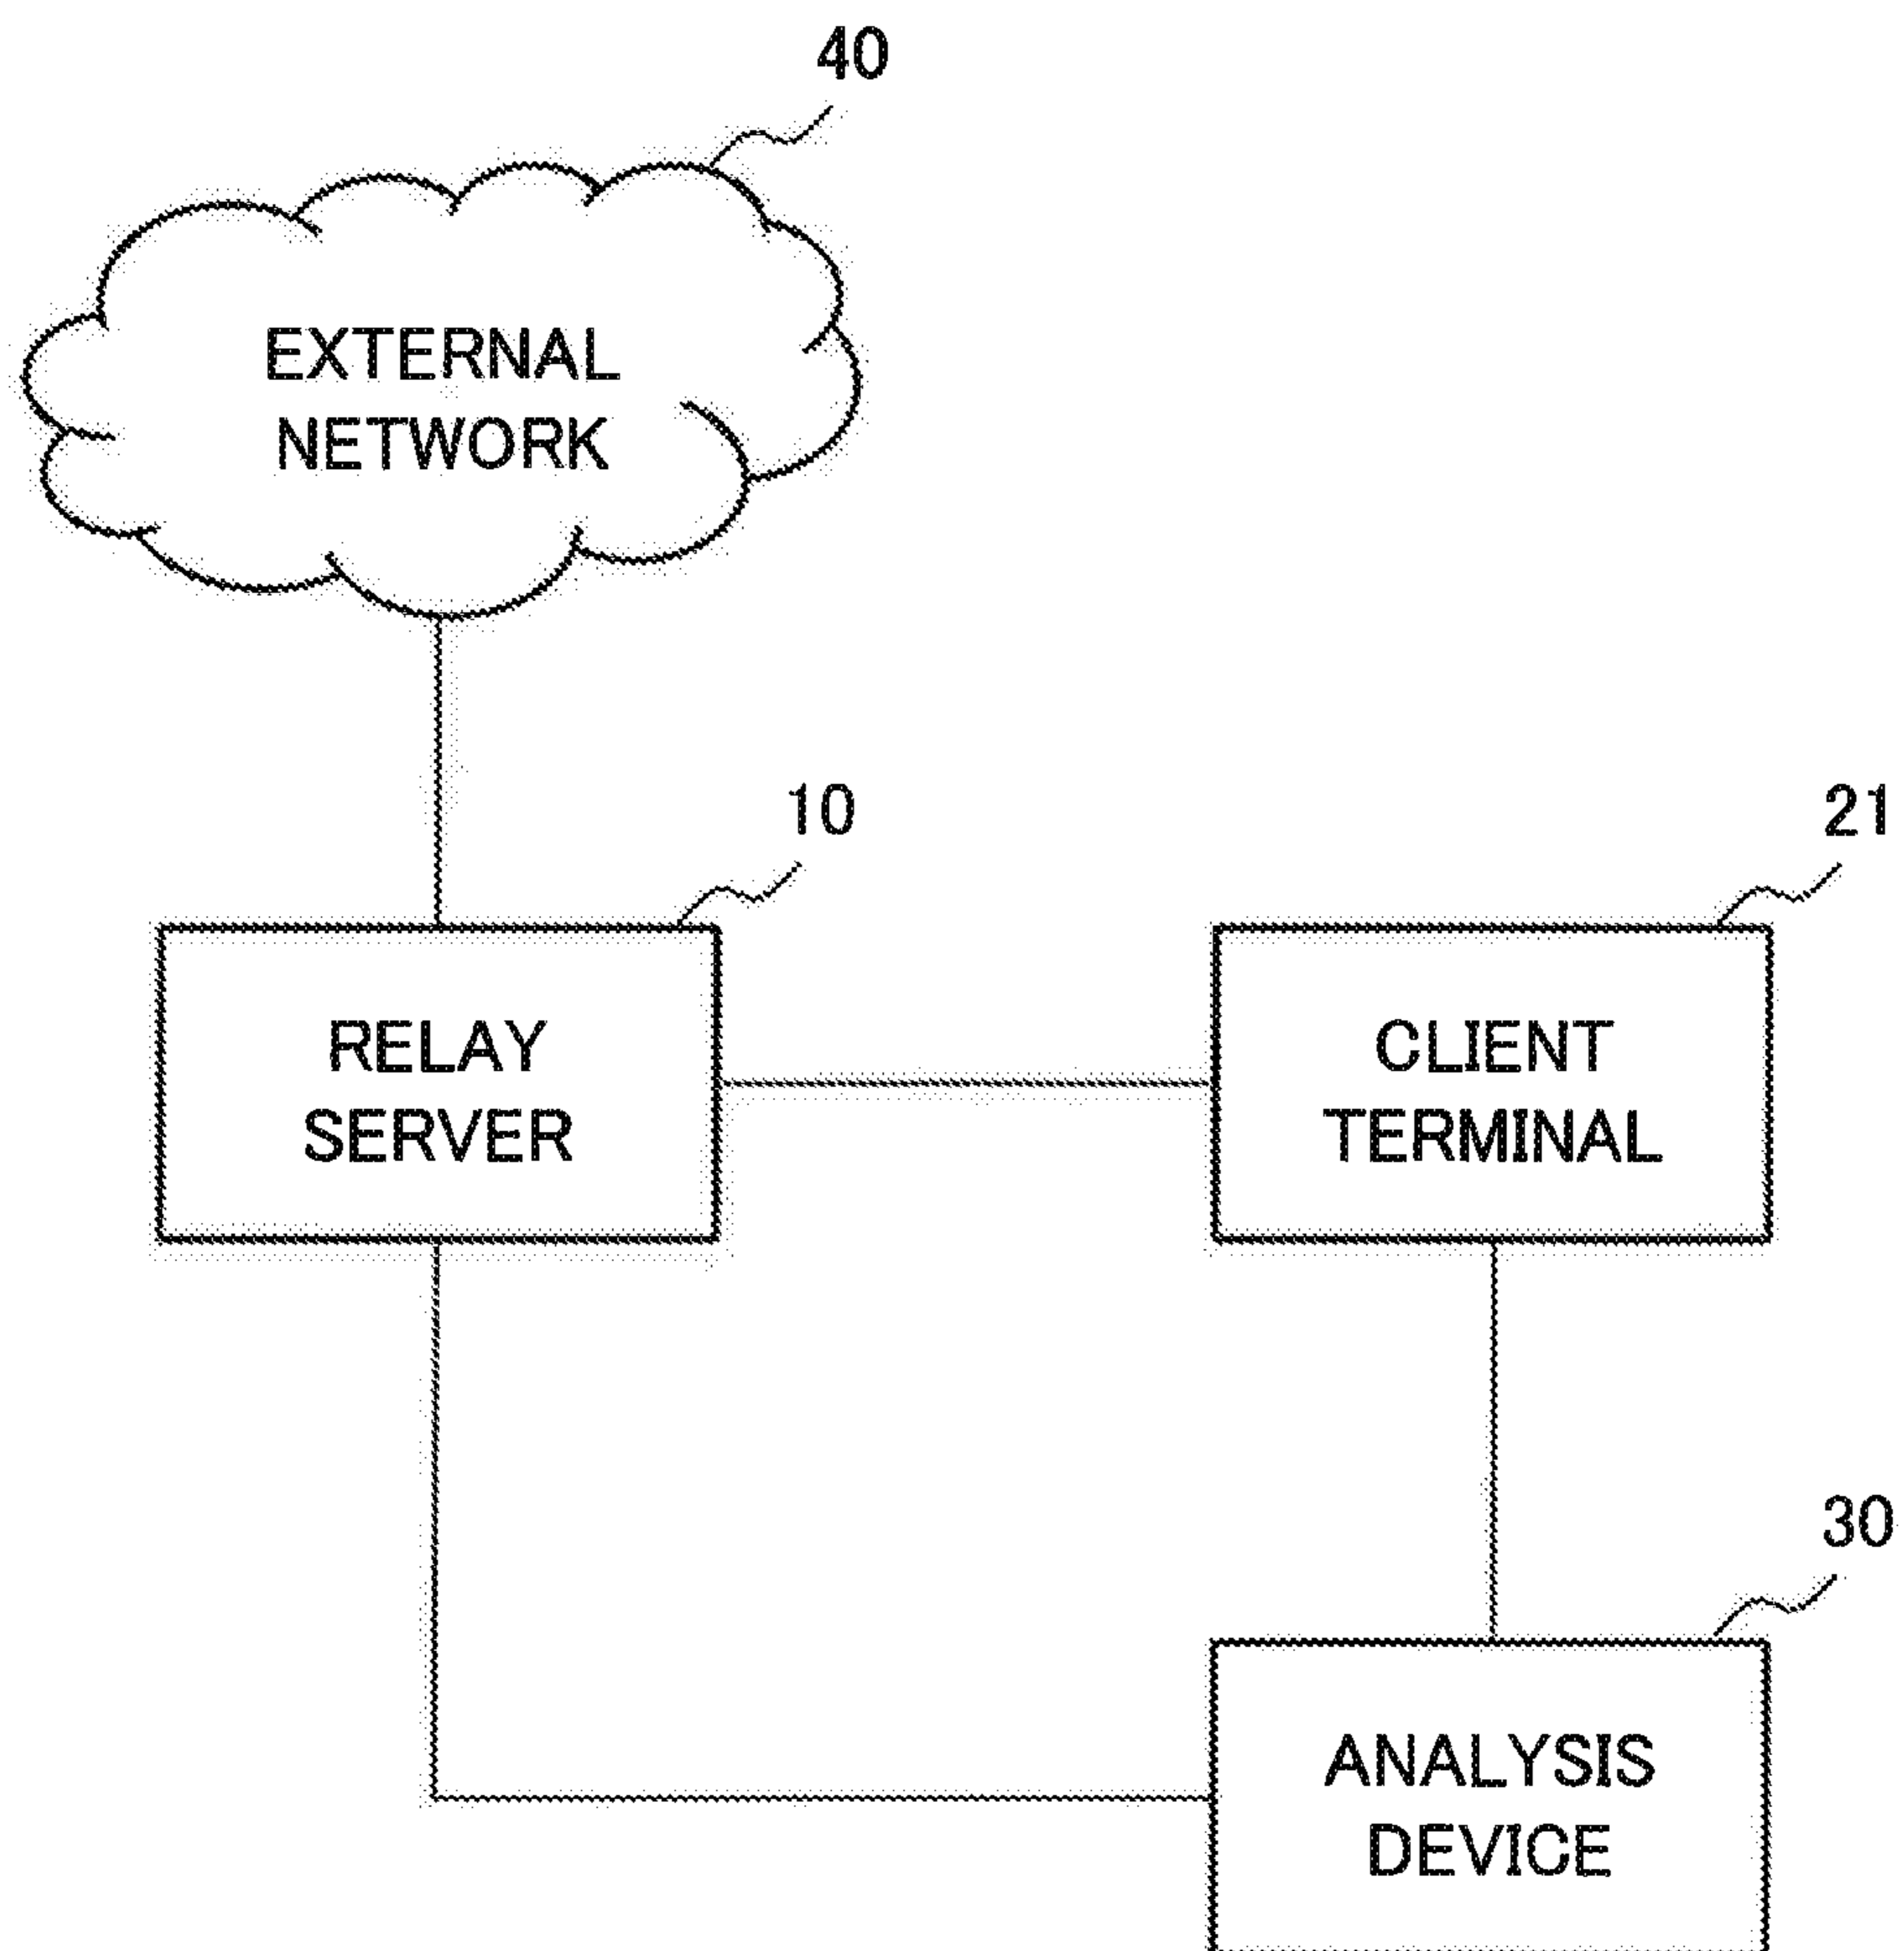 40
EXTERNAL
NETWORK
10
21
RELAY
SERVER
CLIENT
TERMINAL
30
ANALYSIS
DEVICE